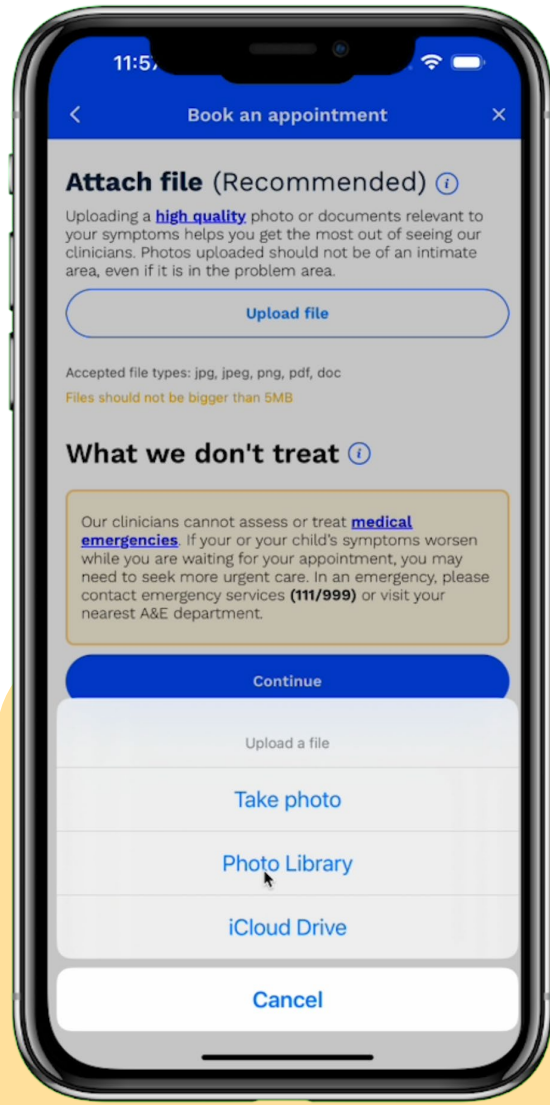 11:57
Book an appointment
Attach file (Recommended)
Uploading a high quality photo or documents relevant to
your symptoms helps you get the most out of seeing our
clinicians. Photos uploaded should not be of an intimate
area, even if it is in the problem area.
Upload file
Accepted file types: jpg, jpeg, png, pdf, doc
Files should not be bigger than 5MB
What we don't treat
Our clinicians cannot assess or treat medical
emergencies. If your or your child's symptoms worsen
while you are waiting for your appointment, you may
need to seek more urgent care. In an emergency, please
contact emergency services (111/999) or visit your
nearest A&E department.
Continue
Upload a file
Take photo
Photo Library
iCloud Drive
Cancel